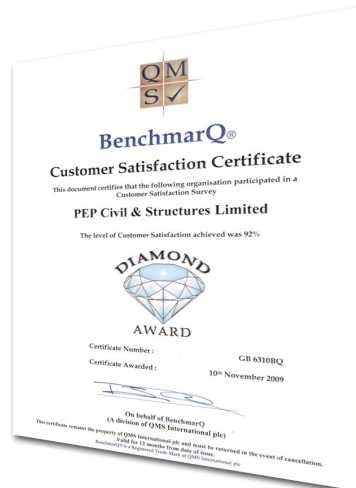 QM
S✓
BenchmarQ®
Customer Satisfaction Certificate
This document certifies that the following organisation participated in a
Customer Satisfaction Survey
PEP Civil & Structures Limited
The level of Customer Satisfaction achieved was 92%
DIAMOND
AWARD
Certificate Number : GB 6310BQ
Certificate Awarded : 10th November 2009
On behalf of BenchmarQ
(A division of QMS International plc)
This certificate remains the property of QMS International plc and must be returned in the event of cancellation.
Valid for 12 months from date of issue.
BenchmarQ® is a Registered Trade Mark of QMS International plc